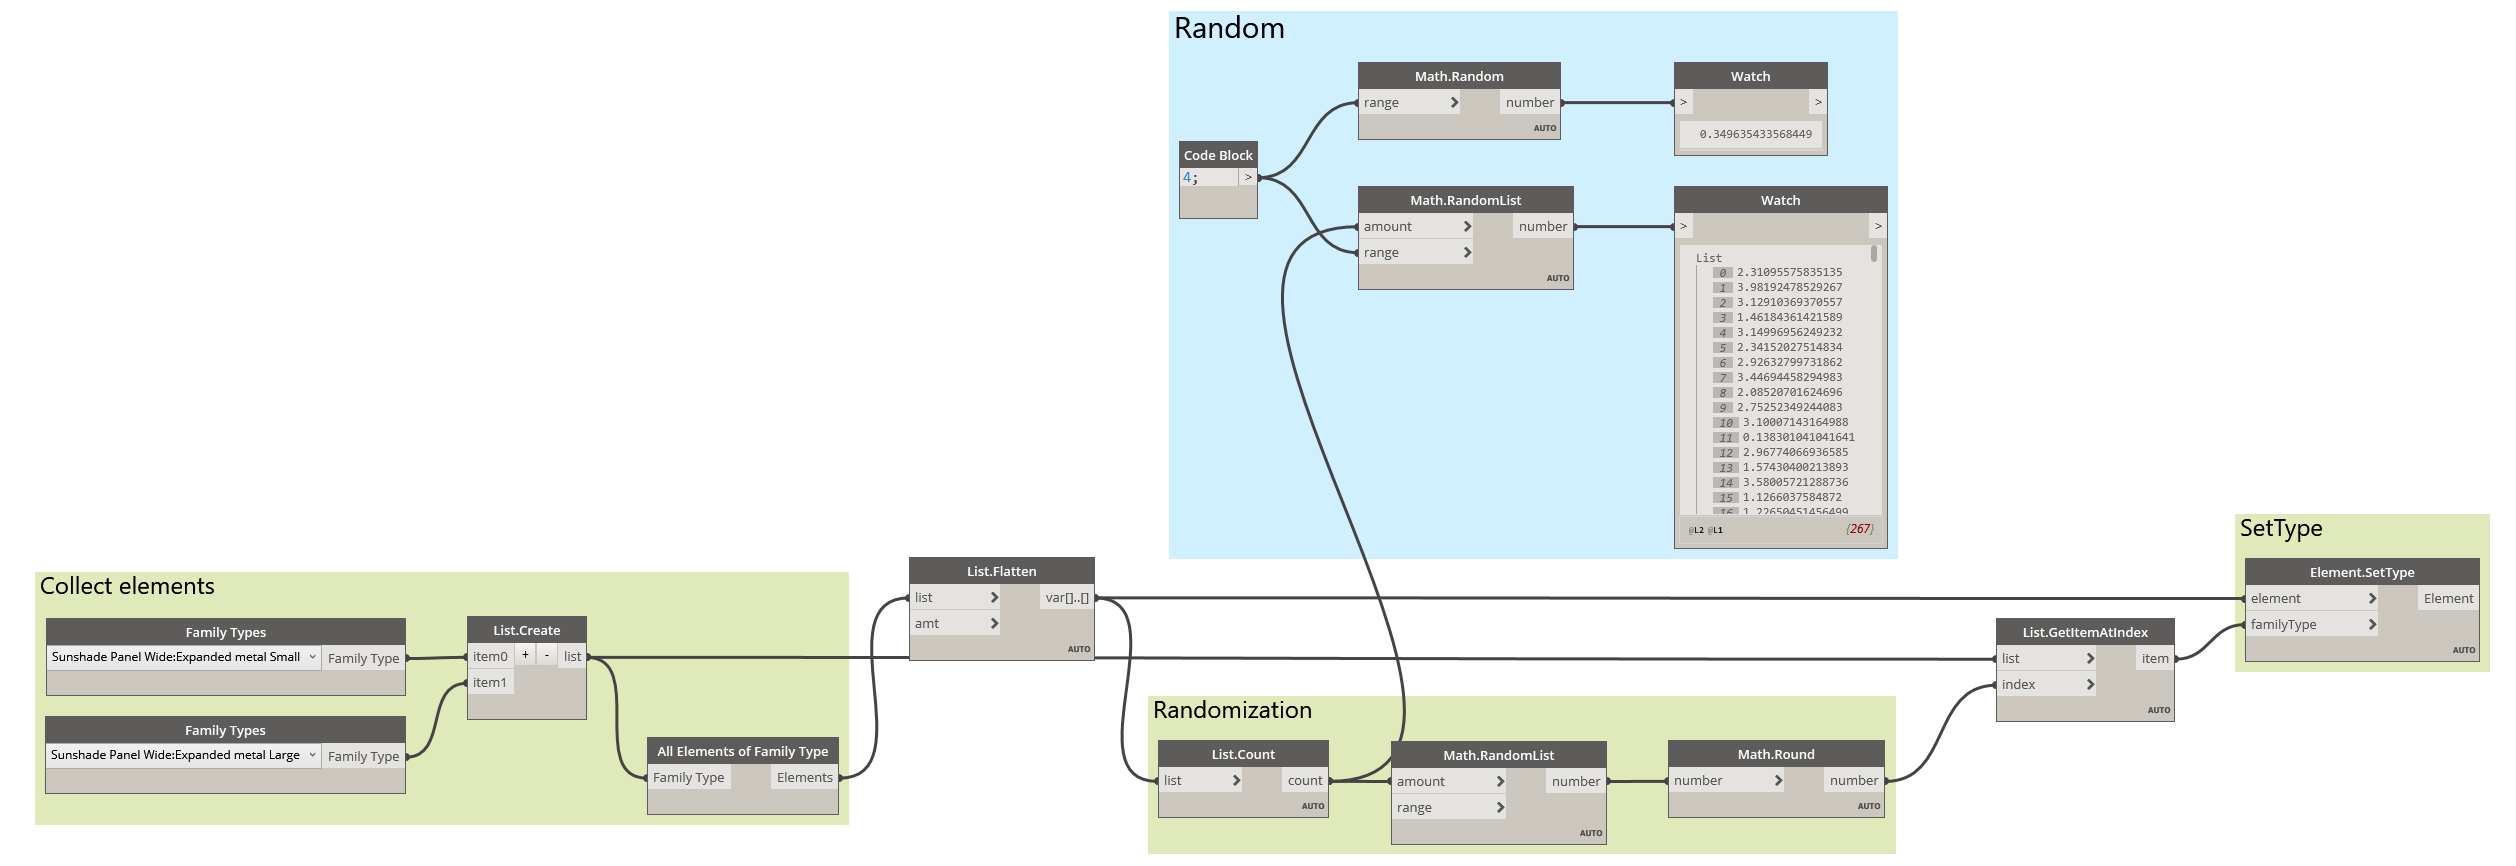 Random
Math.Random
range
number
AUTO
Watch
>
>
0.349635433568449
Code Block
4;
>
Math.RandomList
amount
number
range
AUTO
Watch
>
>
List
0 2.31095575835135
1 3.98192478529267
2 3.12910369370557
3 1.46184361421589
4 3.14996956249232
5 2.34152027514834
6 2.92632799731862
7 3.44694458294983
8 2.08520701624696
9 2.75252349244083
10 3.10007143164988
11 0.138301041041641
12 2.96774066936585
13 1.57430400213893
14 3.58005721288736
15 1.1266037584872
16 1.22650451456499
@L2 @L1
{267}
Collect elements
Family Types
Sunshade Panel Wide:Expanded metal Small
Family Type
Family Types
Sunshade Panel Wide:Expanded metal Large
Family Type
List.Create
item0 + - list
item1
All Elements of Family Type
Family Type
Elements
List.Flatten
list
var[]..[]
amt
AUTO
Randomization
List.Count
list
count
AUTO
Math.RandomList
amount
number
range
AUTO
Math.Round
number
number
AUTO
List.GetItemAtIndex
list
item
index
AUTO
SetType
Element.SetType
element
Element
familyType
AUTO